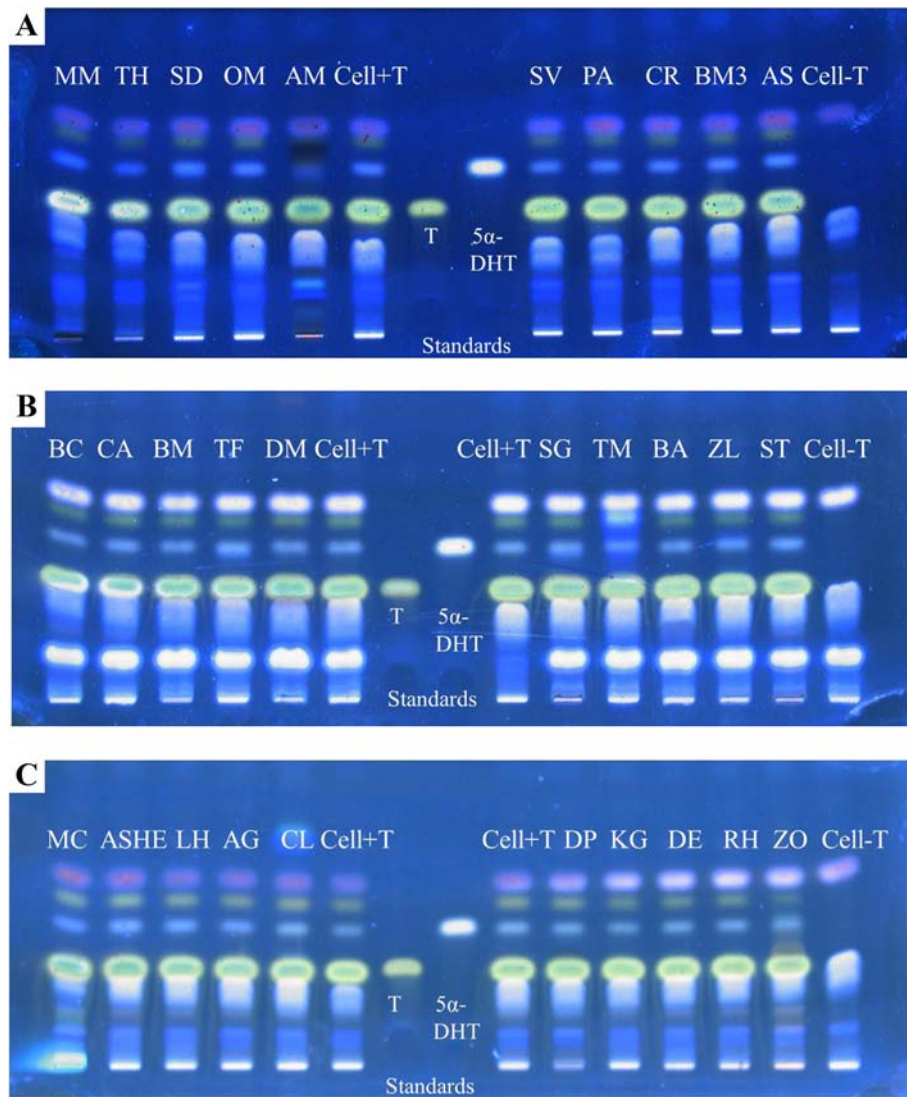 A
MM TH SD OM AM Cell+T SV PA CR BM3 AS Cell-T
T 5α-
DHT
Standards
B
BC CA BM TF DM Cell+T Cell+T SG TM BA ZL ST Cell-T
T 5α-
DHT
Standards
C
MC ASHE LH AG CL Cell+T Cell+T DP KG DE RH ZO Cell-T
T 5α-
DHT
Standards